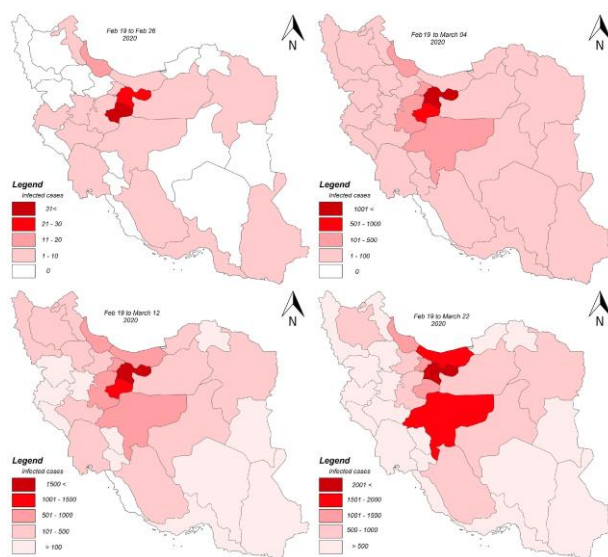 Feb 19 to Feb 26
2020
N
Legend
Infected cases
31<
21 - 30
11 - 20
1 - 10
0
Feb 19 to March 04
2020
N
Legend
Infected cases
1001 <
501 - 1000
101 - 500
1 - 100
0
Feb 19 to March 12
2020
N
Legend
Infected cases
1500 <
1001 - 1500
501 - 1000
101 - 500
> 100
Feb 19 to March 22
2020
N
Legend
Infected cases
2001 <
1501 - 2000
1001 - 1500
500 - 1000
> 500